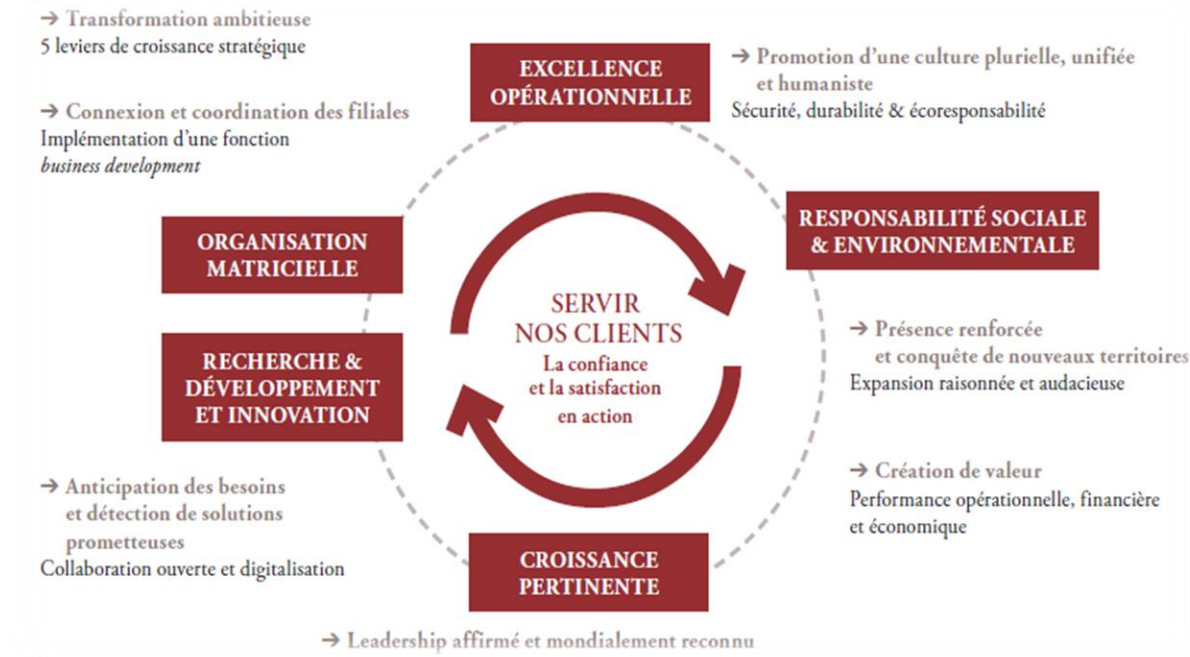 → Transformation ambitieuse
5 leviers de croissance stratégique
→ Connexion et coordination des filiales
Implémentation d'une fonction
business development
EXCELLENCE
OPÉRATIONNELLE
→ Promotion d'une culture plurielle, unifiée
et humaniste
Sécurité, durabilité & écoresponsabilité
ORGANISATION
MATRICIELLE
RESPONSABILITÉ SOCIALE
& ENVIRONNEMENTALE
SERVIR
NOS CLIENTS
La confiance
et la satisfaction
en action
RECHERCHE &
DÉVELOPPEMENT
ET INNOVATION
→ Présence renforcée
et conquête de nouveaux territoires
Expansion raisonnée et audacieuse
→ Anticipation des besoins
et détection de solutions
prometteuses
Collaboration ouverte et digitalisation
→ Création de valeur
Performance opérationnelle, financière
et économique
CROISSANCE
PERTINENTE
→ Leadership affirmé et mondialement reconnu